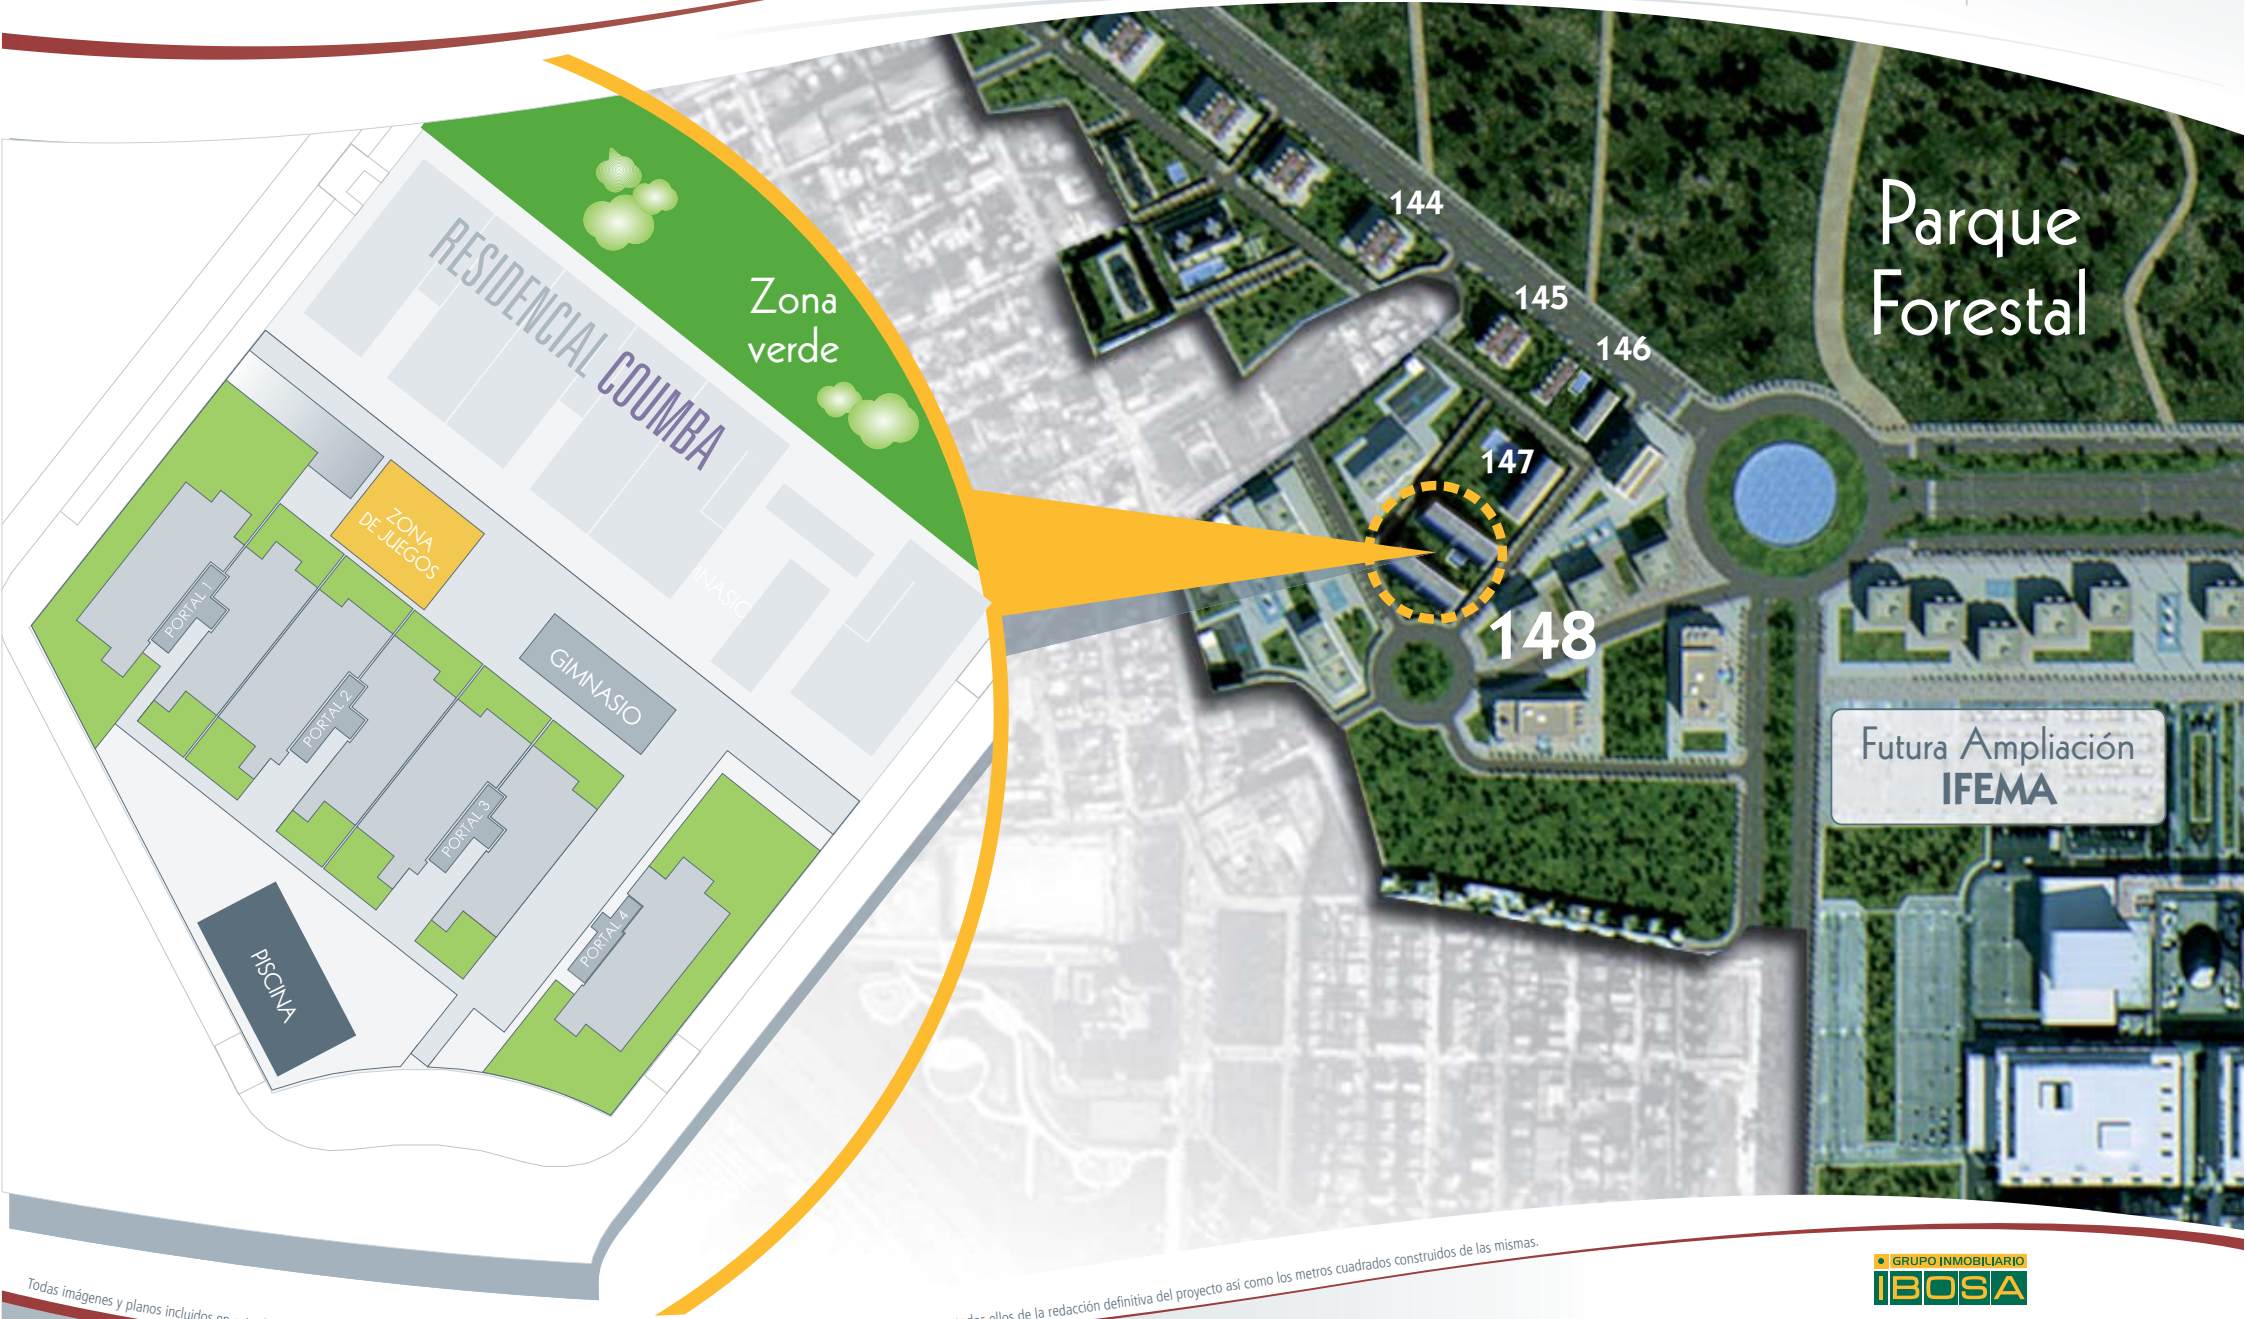 RESIDENCIAL COUMBA
Zona
verde
ZONA
DE JUEGOS
GIMNASIO
PORTAL 1
PORTAL 2
PORTAL 3
PORTAL 4
PISCINA
144
145
146
147
148
Parque
Forestal
Futura Ampliación
IFEMA
Todas imágenes y planos incluidos en
ellos de la redacción definitiva del proyecto así como los metros cuadrados construidos de las mismas.
GRUPO INMOBILIARIO
IBOSA